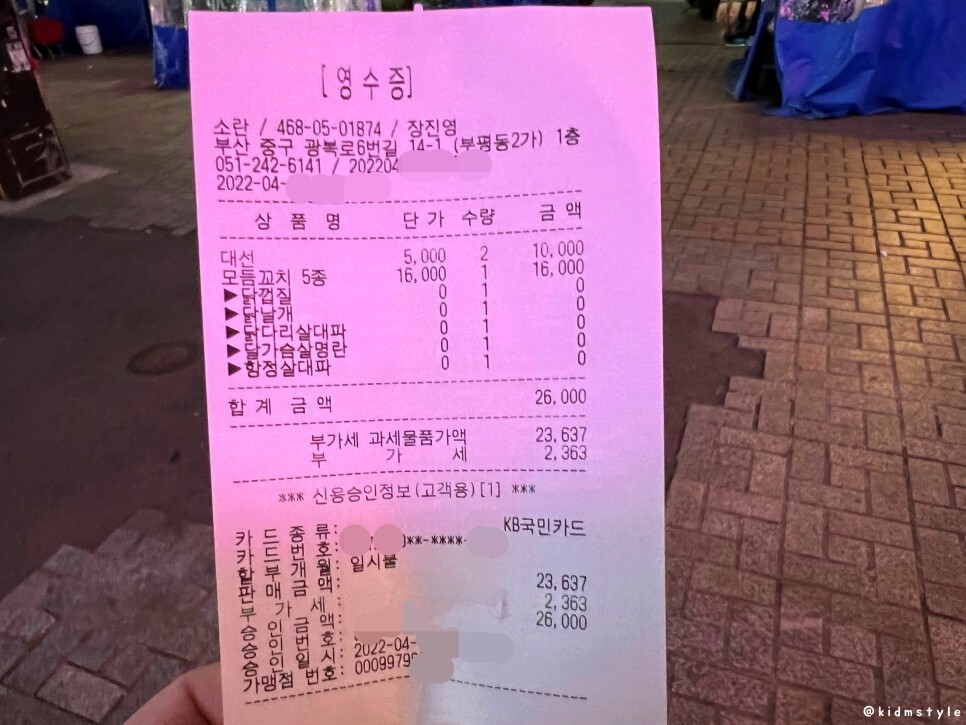 [ 영 수 증]
소란 / 468-05-01874 / 장진영
부산 중구 광복로6번길 14-1 (부평동2가) 1층
051-242-6141 / 202204
2022-04-
상 품 명 단 가 수량 금 액
대선 5,000 2 10,000
모듬꼬치 5종 16,000 1 16,000
▶닭껍질 0 1 0
▶닭날개 0 1 0
▶닭다리살대파 0 1 0
▶닭가슴살명란 0 1 0
▶항정살대파 0 1 0
합 계 금 액 26,000
부가세 과세물품가액 23,637
부 가 세 2,363
*** 신용승인정보(고객용)[1] ***
카 드 종 류: KB국민카드
카 드 번 호: **-****-
할 부 개 월: 일시불
판 매 금 액: 23,637
부 가 세 : 2,363
승 인 금 액: 26,000
승 인 번 호:
승 인 일 시: 2022-04-
가맹점 번호: 00099799
@kidmstyle